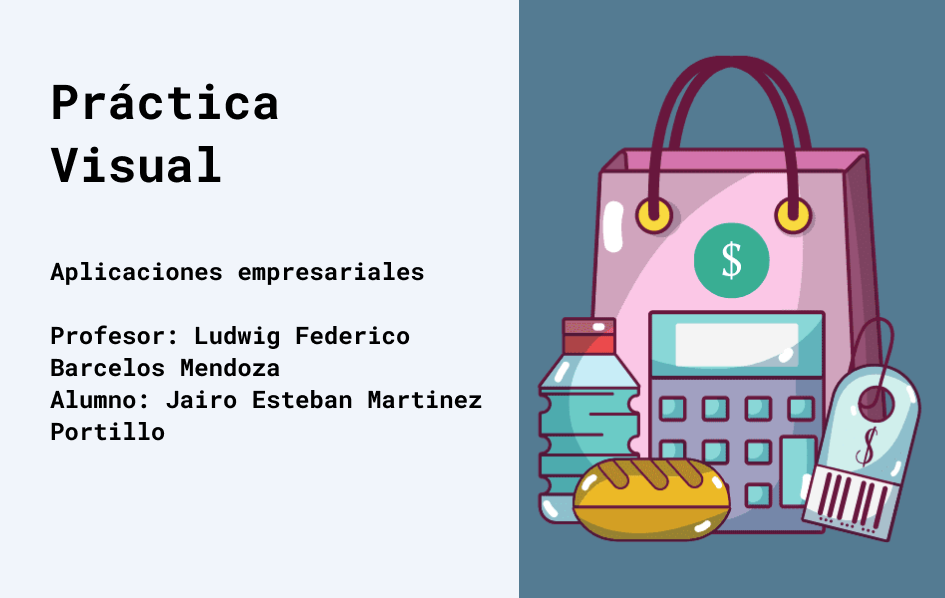 Práctica
Visual
Aplicaciones empresariales
Profesor: Ludwig Federico
Barcelos Mendoza
Alumno: Jairo Esteban Martinez
Portillo
$
$